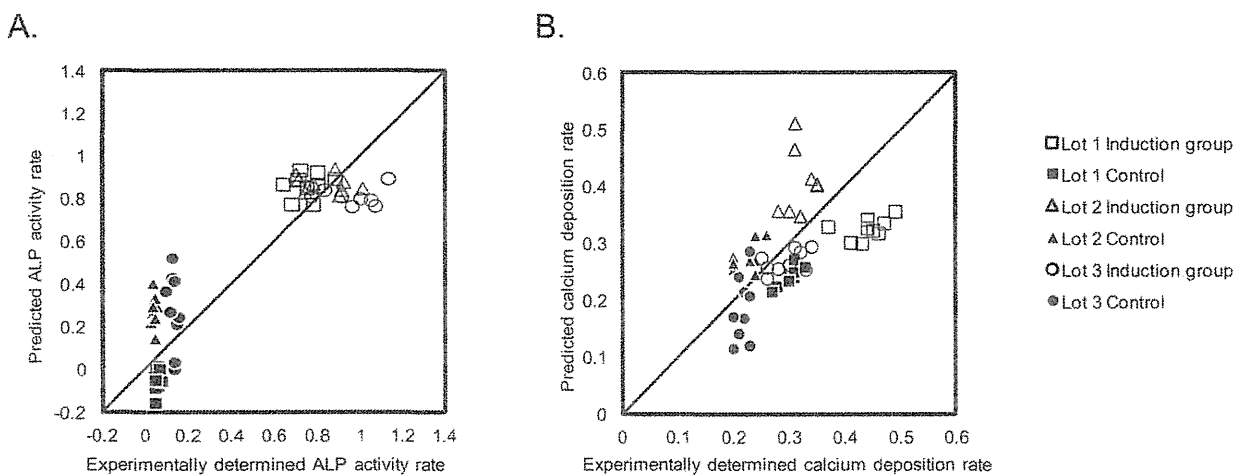 A.
B.
1.4
1.2
1
0.8
0.6
0.4
0.2
0
-0.2
Predicted ALP activity rate
-0.2
0
0.2
0.4
0.6
0.8
1
1.2
1.4
Experimentally determined ALP activity rate
0.6
0.5
0.4
0.3
0.2
0.1
0
Predicted calcium deposition rate
0
0.1
0.2
0.3
0.4
0.5
0.6
Experimentally determined calcium deposition rate
Lot 1 Induction group
Lot 1 Control
Lot 2 Induction group
Lot 2 Control
Lot 3 Induction group
Lot 3 Control